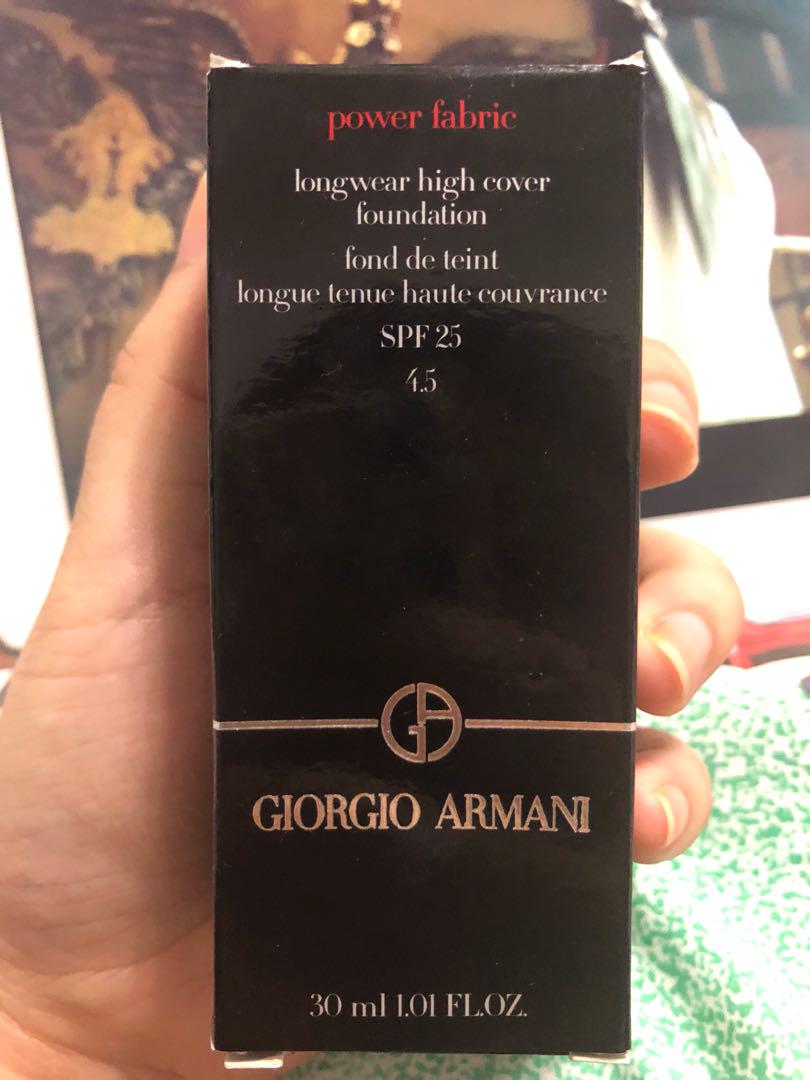 power fabric
longwear high cover
foundation
fond de teint
longue tenue haute couvrance
SPF 25
4.5
GA
GIORGIO ARMANI
30 ml 1.01 FL.OZ.